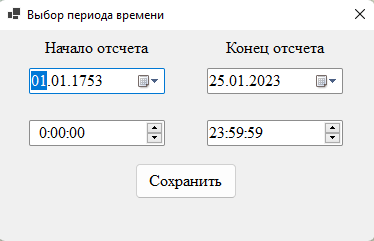 Выбор периода времени
Начало отсчета Конец отсчета
01.01.1753 25.01.2023
0:00:00 23:59:59
Сохранить